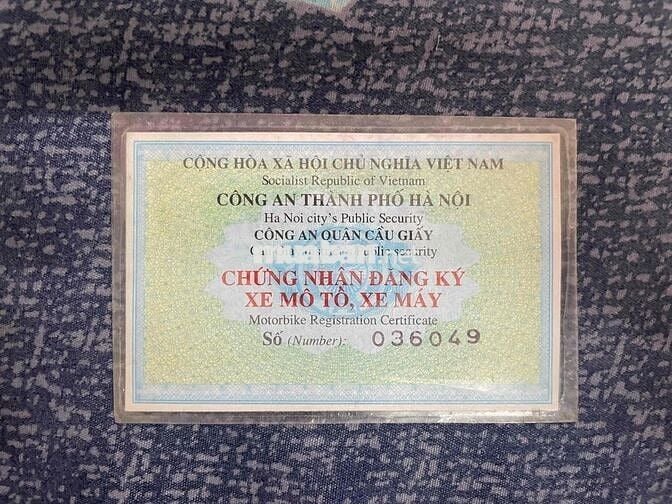 CỘNG HÒA XÃ HỘI CHỦ NGHĨA VIỆT NAM
Socialist Republic of Vietnam
CÔNG AN THÀNH PHỐ HÀ NỘI
Ha Noi city's Public Security
CÔNG AN QUẬN CẦU GIẤY
security
CHỨNG NHẬN ĐĂNG KÝ
XE MÔ TÔ, XE MÁY
Motorbike Registration Certificate
Số (Number): 036049